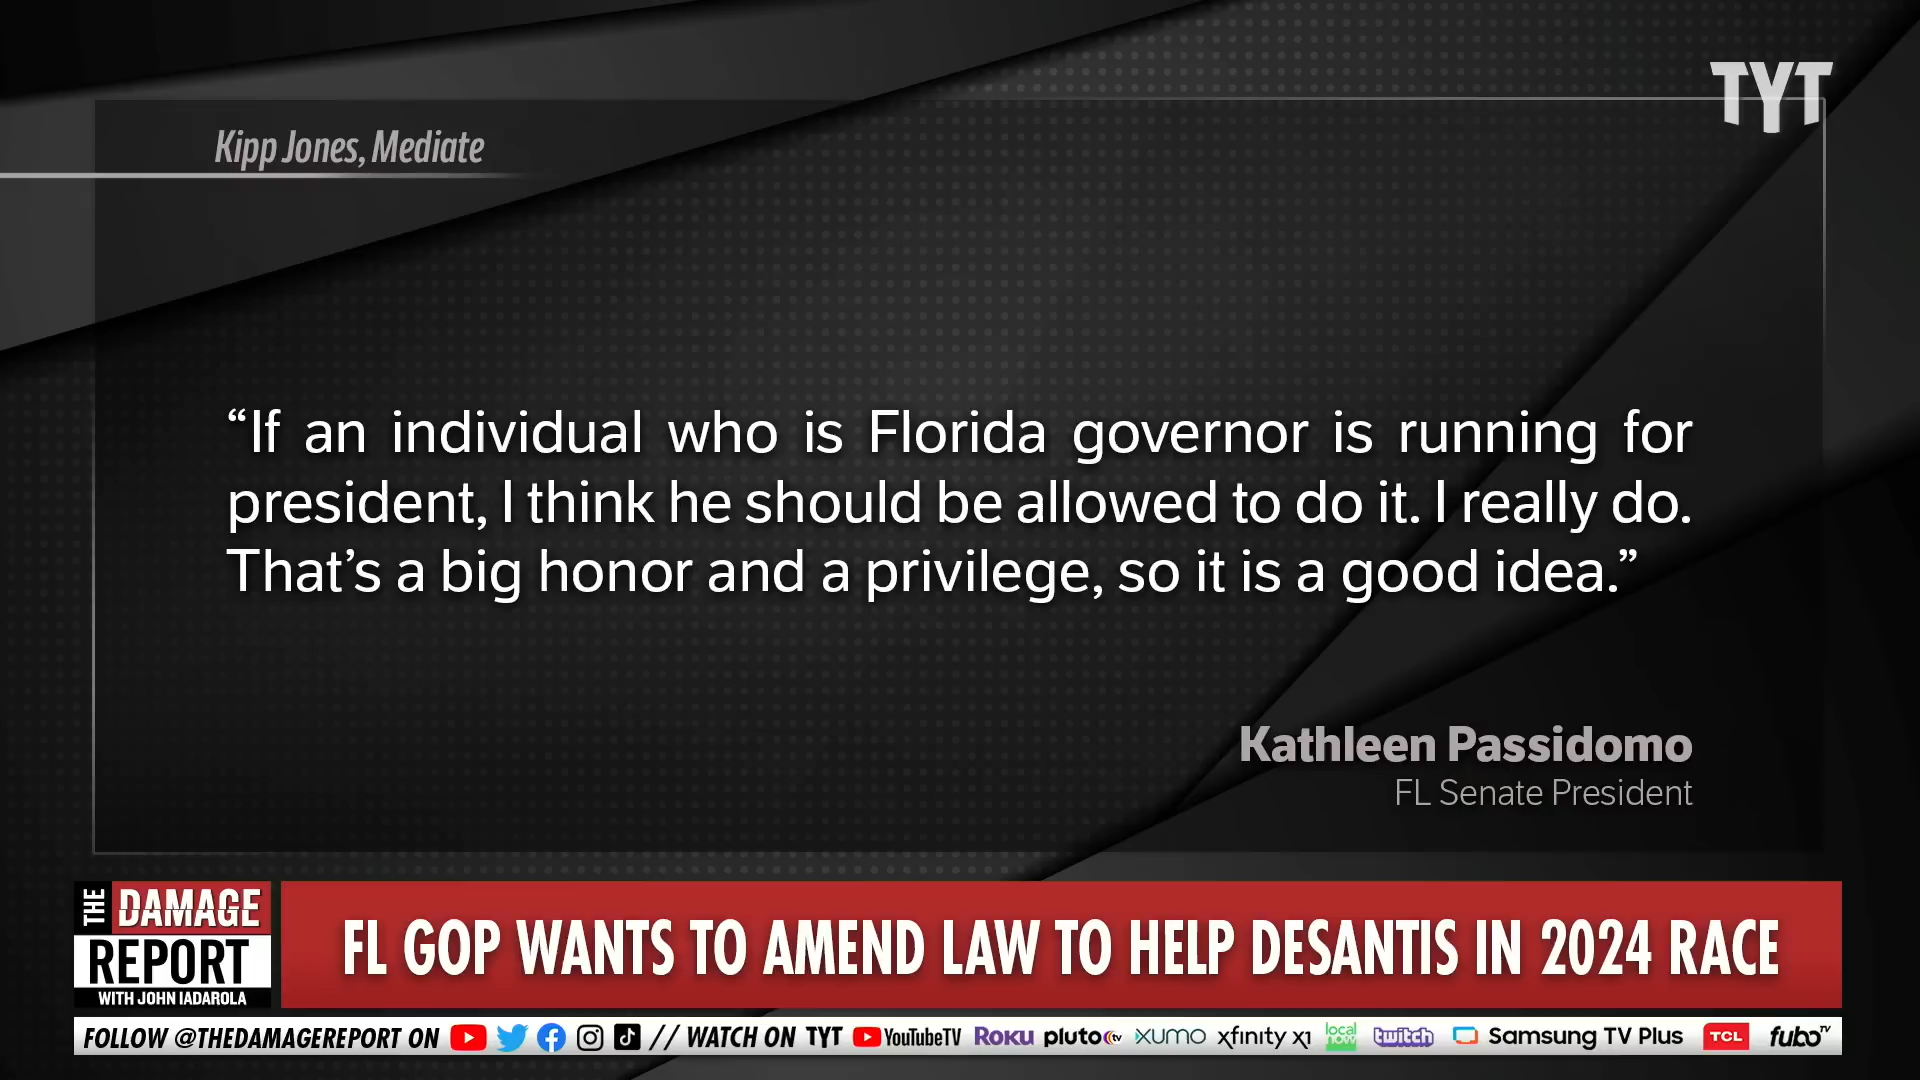 TYT
Kipp Jones, Mediate
“If an individual who is Florida governor is running for
president, I think he should be allowed to do it. I really do.
That’s a big honor and a privilege, so it is a good idea.”
Kathleen Passidomo
FL Senate President
THE DAMAGE
REPORT
WITH JOHN IADAROLA
FL GOP WANTS TO AMEND LAW TO HELP DESANTIS IN 2024 RACE
FOLLOW @THEDAMAGEREPORT ON // WATCH ON TYT YouTubeTV ROKU pluto tv XUMO xfinity x1 local now twitch Samsung TV Plus TCL fubo TV